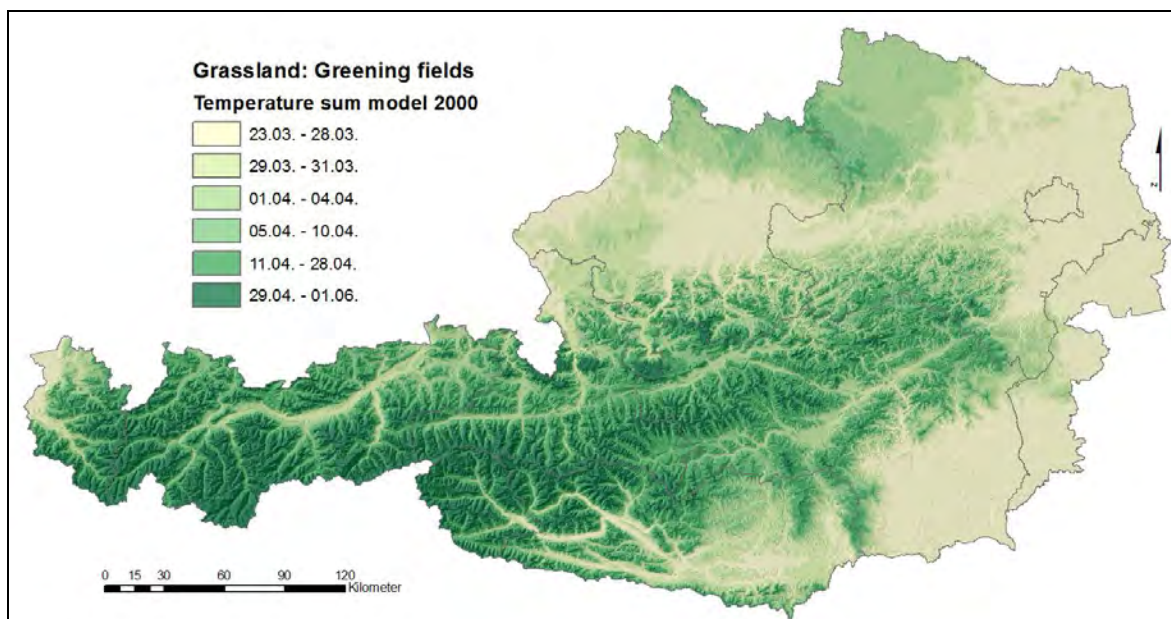 Grassland: Greening fields
Temperature sum model 2000
23.03. - 28.03.
29.03. - 31.03.
01.04. - 04.04.
05.04. - 10.04.
11.04. - 28.04.
29.04. - 01.06.
N
0 15 30 60 90 120
Kilometer